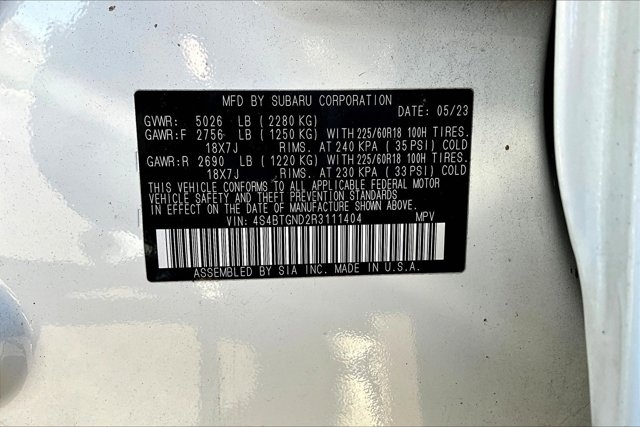 MFD BY SUBARU CORPORATION
DATE: 05/23
GVWR: 5026 LB ( 2280 KG)
GAWR:F 2756 LB ( 1250 KG) WITH 225/60R18 100H TIRES.
18X7J RIMS. AT 240 KPA ( 35 PSI) COLD
GAWR:R 2690 LB ( 1220 KG) WITH 225/60R18 100H TIRES.
18X7J RIMS. AT 230 KPA ( 33 PSI) COLD
THIS VEHICLE CONFORMS TO ALL APPLICABLE FEDERAL MOTOR
VEHICLE SAFETY AND THEFT PREVENTION STANDARDS
IN EFFECT ON THE DATE OF MANUFACTURE SHOWN ABOVE.
VIN: 4S4BTGND2R3111404 MPV
ASSEMBLED BY SIA INC. MADE IN U.S.A.